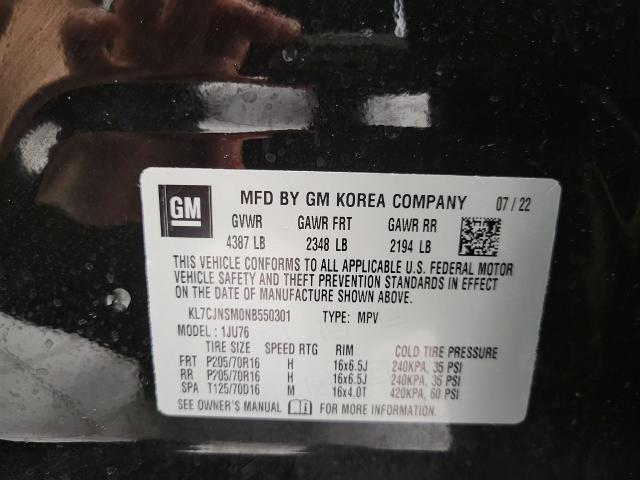 GM MFD BY GM KOREA COMPANY 07 / 22
GVWR GAWR FRT GAWR RR
4387 LB 2348 LB 2194 LB
THIS VEHICLE CONFORMS TO ALL APPLICABLE U.S. FEDERAL MOTOR
VEHICLE SAFETY AND THEFT PREVENTION STANDARDS IN EFFECT
ON THE DATE OF MANUFACTURE SHOWN ABOVE.
KL7CJNSM0NB550301 TYPE: MPV
MODEL : 1JU76
TIRE SIZE SPEED RTG RIM COLD TIRE PRESSURE
FRT P205/70R16 H 16x6.5J 240KPA, 35 PSI
RR P205/70R16 H 16x6.5J 240KPA, 35 PSI
SPA T125/70D16 M 16x4.0T 420KPA, 60 PSI
SEE OWNER'S MANUAL FOR MORE INFORMATION.